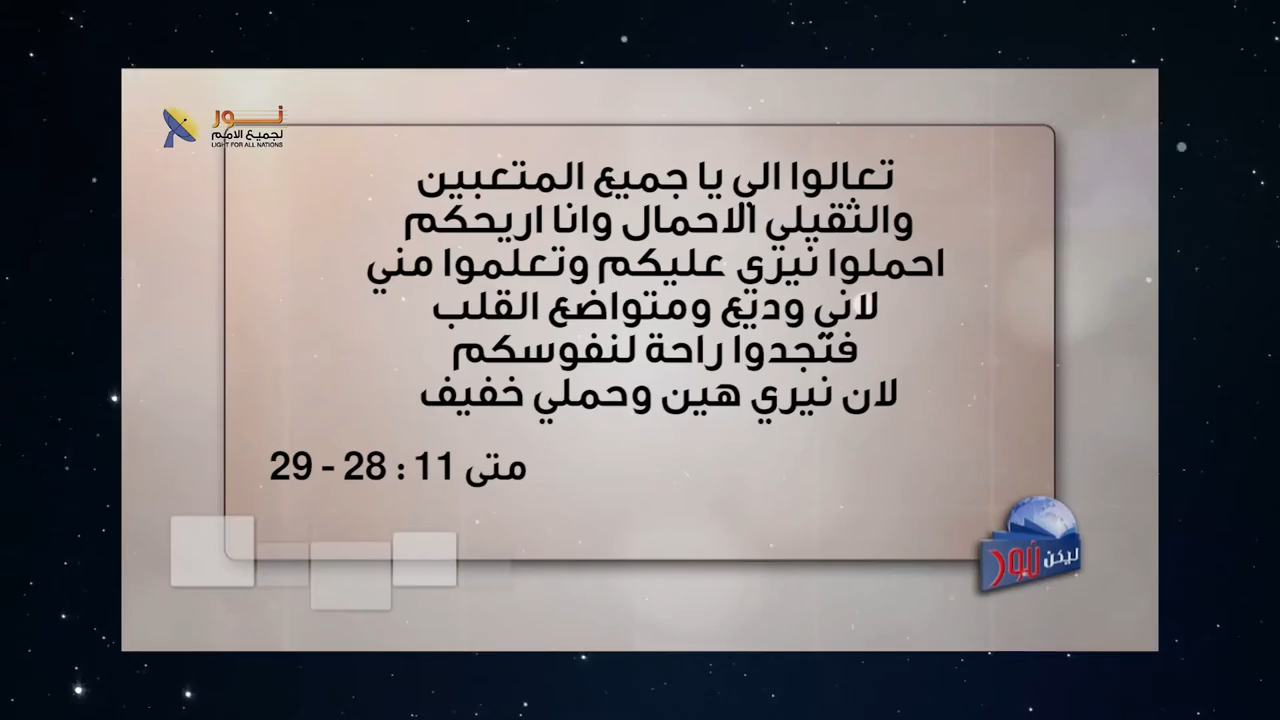 نور
لجميع الامم
LIGHT FOR ALL NATIONS
تعالوا الي يا جميع المتعبين
والثقيلي الاحمال وانا اريحكم
احملوا نيري عليكم وتعلموا مني
لاني وديع ومتواضع القلب
فتجدوا راحة لنفوسكم
لان نيري هين وحملي خفيف
متى 11 : 28 - 29
ليكن نور